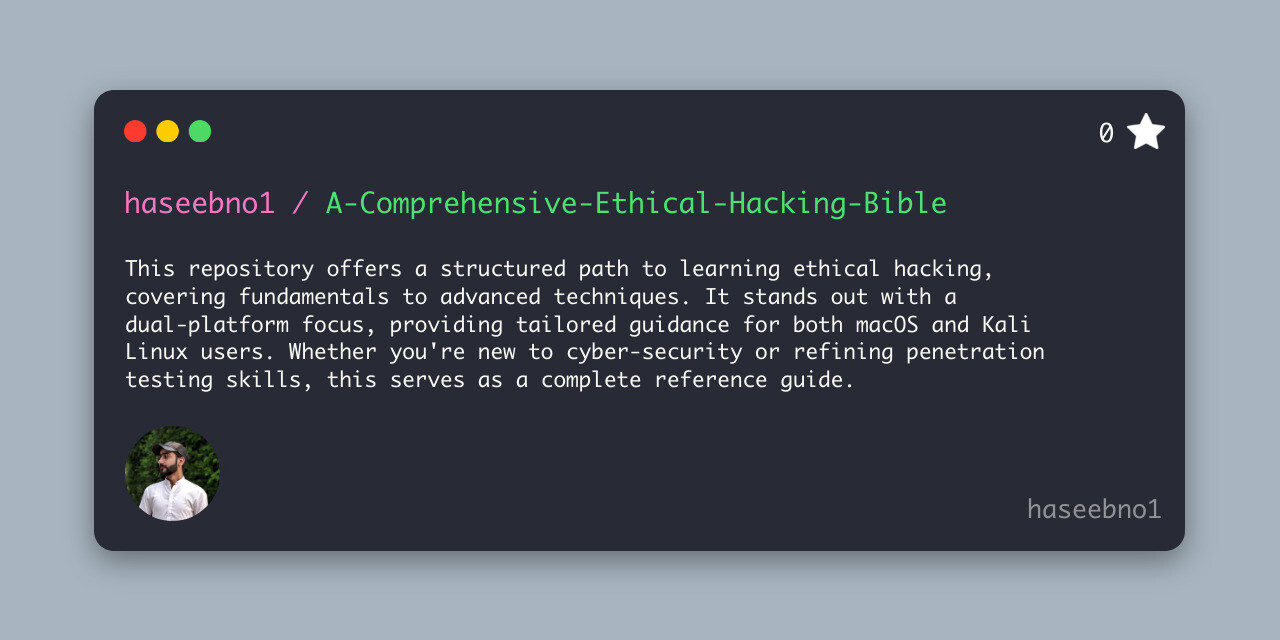 0
haseebno1 / A-Comprehensive-Ethical-Hacking-Bible
This repository offers a structured path to learning ethical hacking,
covering fundamentals to advanced techniques. It stands out with a
dual-platform focus, providing tailored guidance for both macOS and Kali
Linux users. Whether you're new to cyber-security or refining penetration
testing skills, this serves as a complete reference guide.
haseebno1